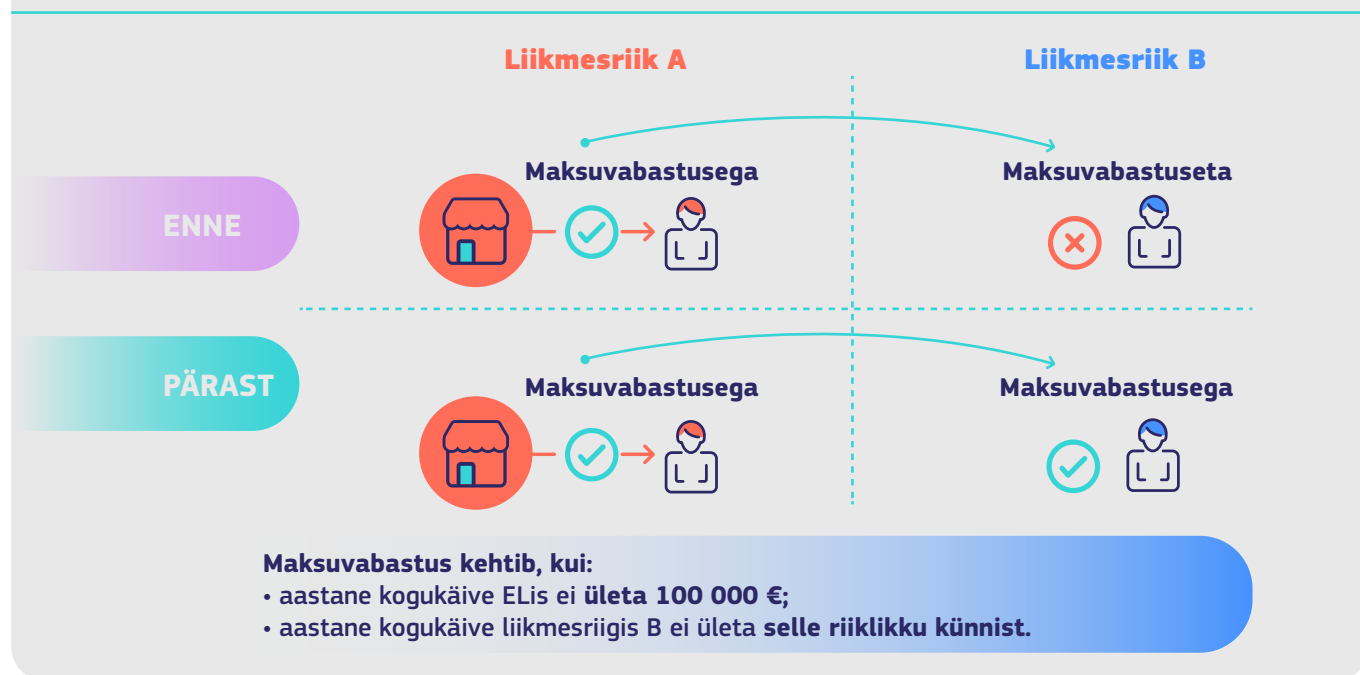 Liikmesriik A
Liikmesriik B
ENNE
Maksuvabastusega
Maksuvabastuseta
PÄRAST
Maksuvabastusega
Maksuvabastusega
Maksuvabastus kehtib, kui:
• aastane kogukäive ELis ei ületa 100 000 €;
• aastane kogukäive liikmesriigis B ei ületa selle riiklikku künnist.